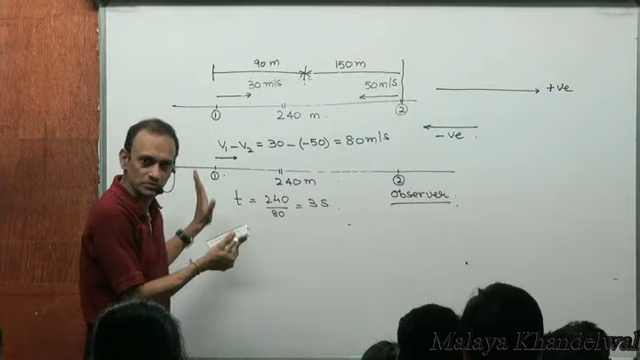 90 m 150 m
30 m/s 50 m/s
+ve
① 240 m. ②
-ve
V₁ - V₂ = 30 - (-50) = 80 m/s
① 240 m ②
observer
t = 240/80 = 3 s
Malaya Khandelwal